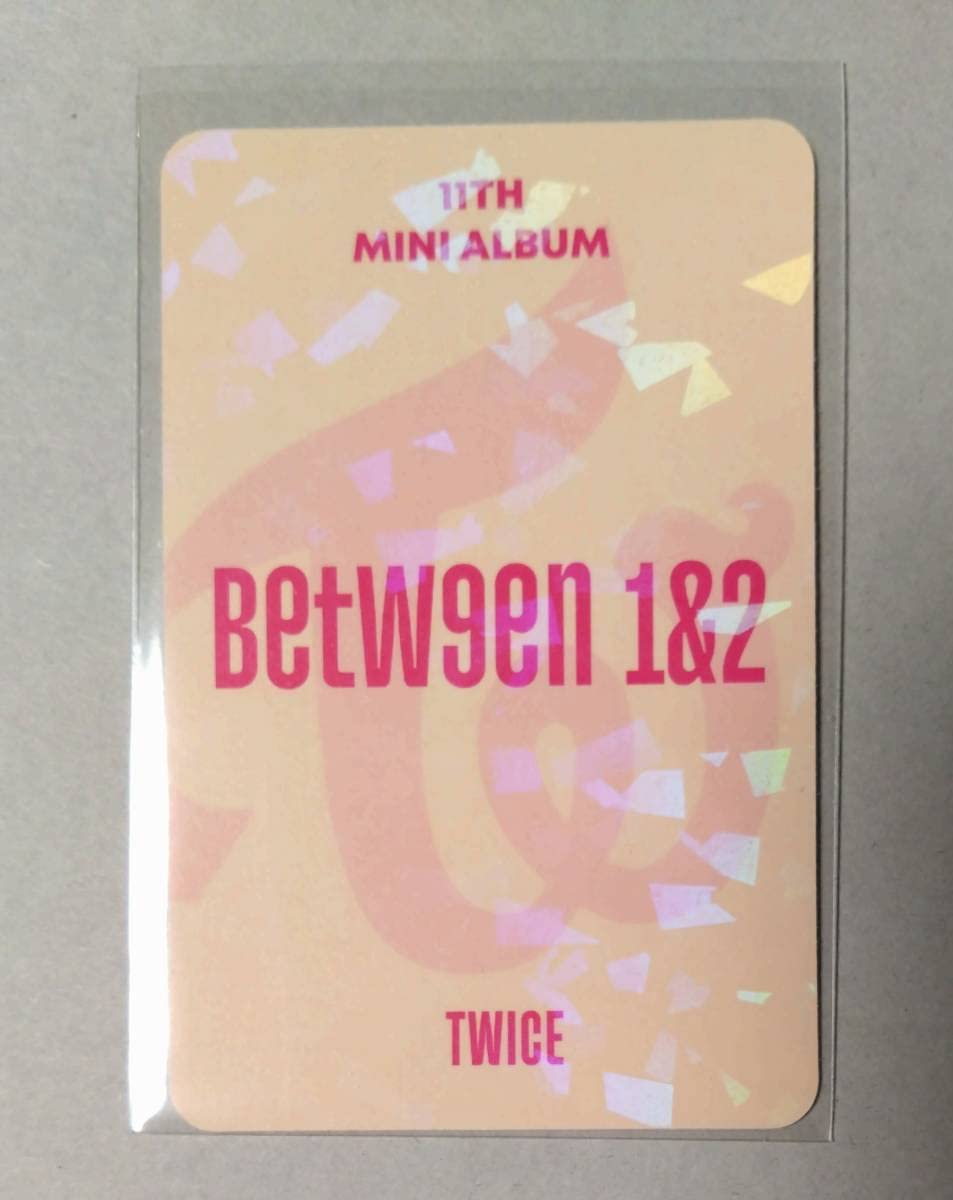 11TH
MINI ALBUM
BetW9en 1&2
TWICE